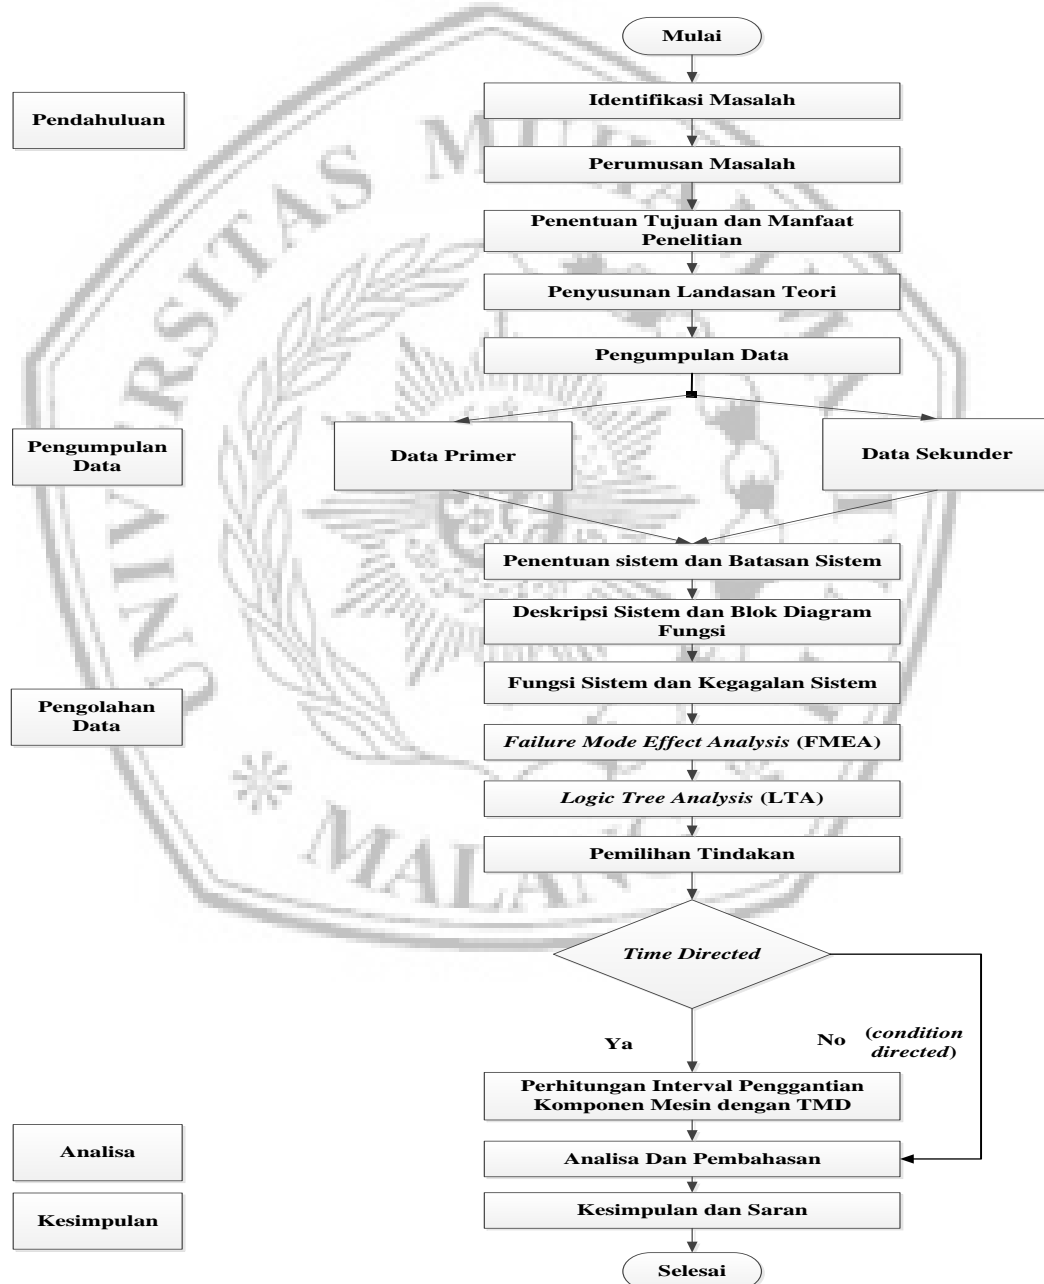 Mulai
Pendahuluan
Identifikasi Masalah
Perumusan Masalah
Penentuan Tujuan dan Manfaat
Penelitian
Penyusunan Landasan Teori
Pengumpulan Data
Pengumpulan
Data
Data Primer
Data Sekunder
Penentuan sistem dan Batasan Sistem
Deskripsi Sistem dan Blok Diagram
Fungsi
Fungsi Sistem dan Kegagalan Sistem
Pengolahan
Data
Failure Mode Effect Analysis (FMEA)
Logic Tree Analysis (LTA)
Pemilihan Tindakan
Time Directed
Ya
No (condition
directed)
Perhitungan Interval Penggantian
Komponen Mesin dengan TMD
Analisa
Analisa Dan Pembahasan
Kesimpulan
Kesimpulan dan Saran
Selesai
UNIVERSITAS
MALANG